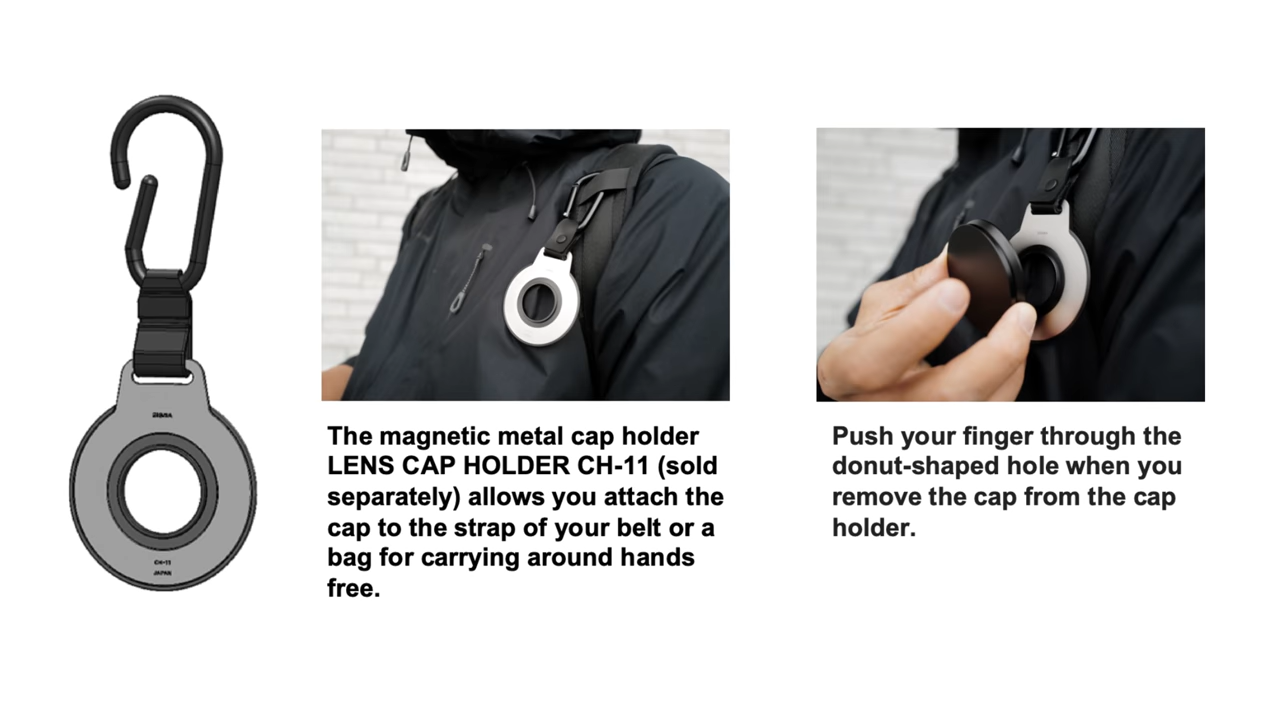 CH-11
JAPAN
The magnetic metal cap holder
LENS CAP HOLDER CH-11 (sold
separately) allows you attach the
cap to the strap of your belt or a
bag for carrying around hands
free.
Push your finger through the
donut-shaped hole when you
remove the cap from the cap
holder.